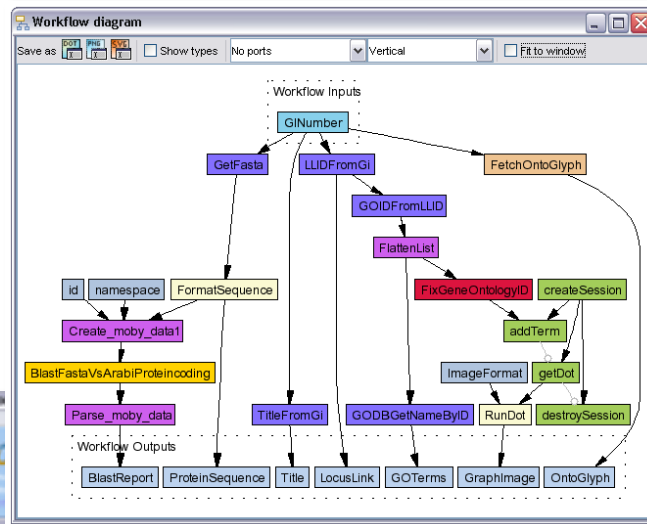 Workflow diagram
Save as DOT PNG SVG Show types No ports Vertical Fit to window
Workflow Inputs
GINumber
GetFasta LLIDFromGi FetchOntoGlyph
GOIDFromLLID
FlattenList
id namespace FormatSequence FixGeneOntologyID createSession
Create_moby_data1 addTerm
BlastFastaVsArabiProteincoding ImageFormat getDot
Parse_moby_data TitleFromGi GODBGetNameByID RunDot destroySession
Workflow Outputs
BlastReport ProteinSequence Title LocusLink GOTerms GraphImage OntoGlyph